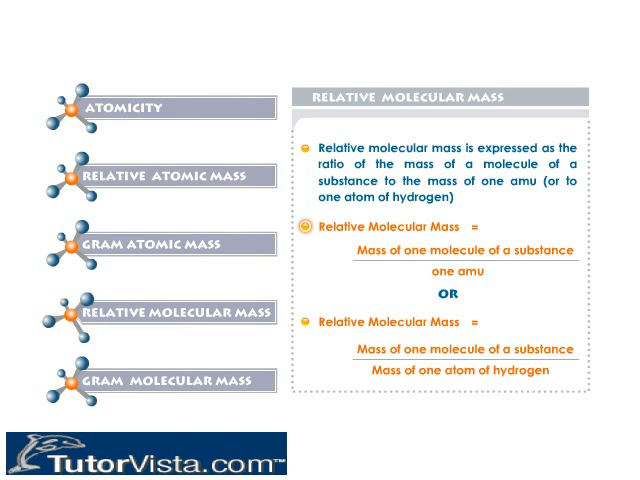 ATOMICITY
RELATIVE ATOMIC MASS
GRAM ATOMIC MASS
RELATIVE MOLECULAR MASS
GRAM MOLECULAR MASS
RELATIVE MOLECULAR MASS
Relative molecular mass is expressed as the
ratio of the mass of a molecule of a
substance to the mass of one amu (or to
one atom of hydrogen)
Relative Molecular Mass =
Mass of one molecule of a substance
one amu
OR
Relative Molecular Mass =
Mass of one molecule of a substance
Mass of one atom of hydrogen
TutorVista.com™